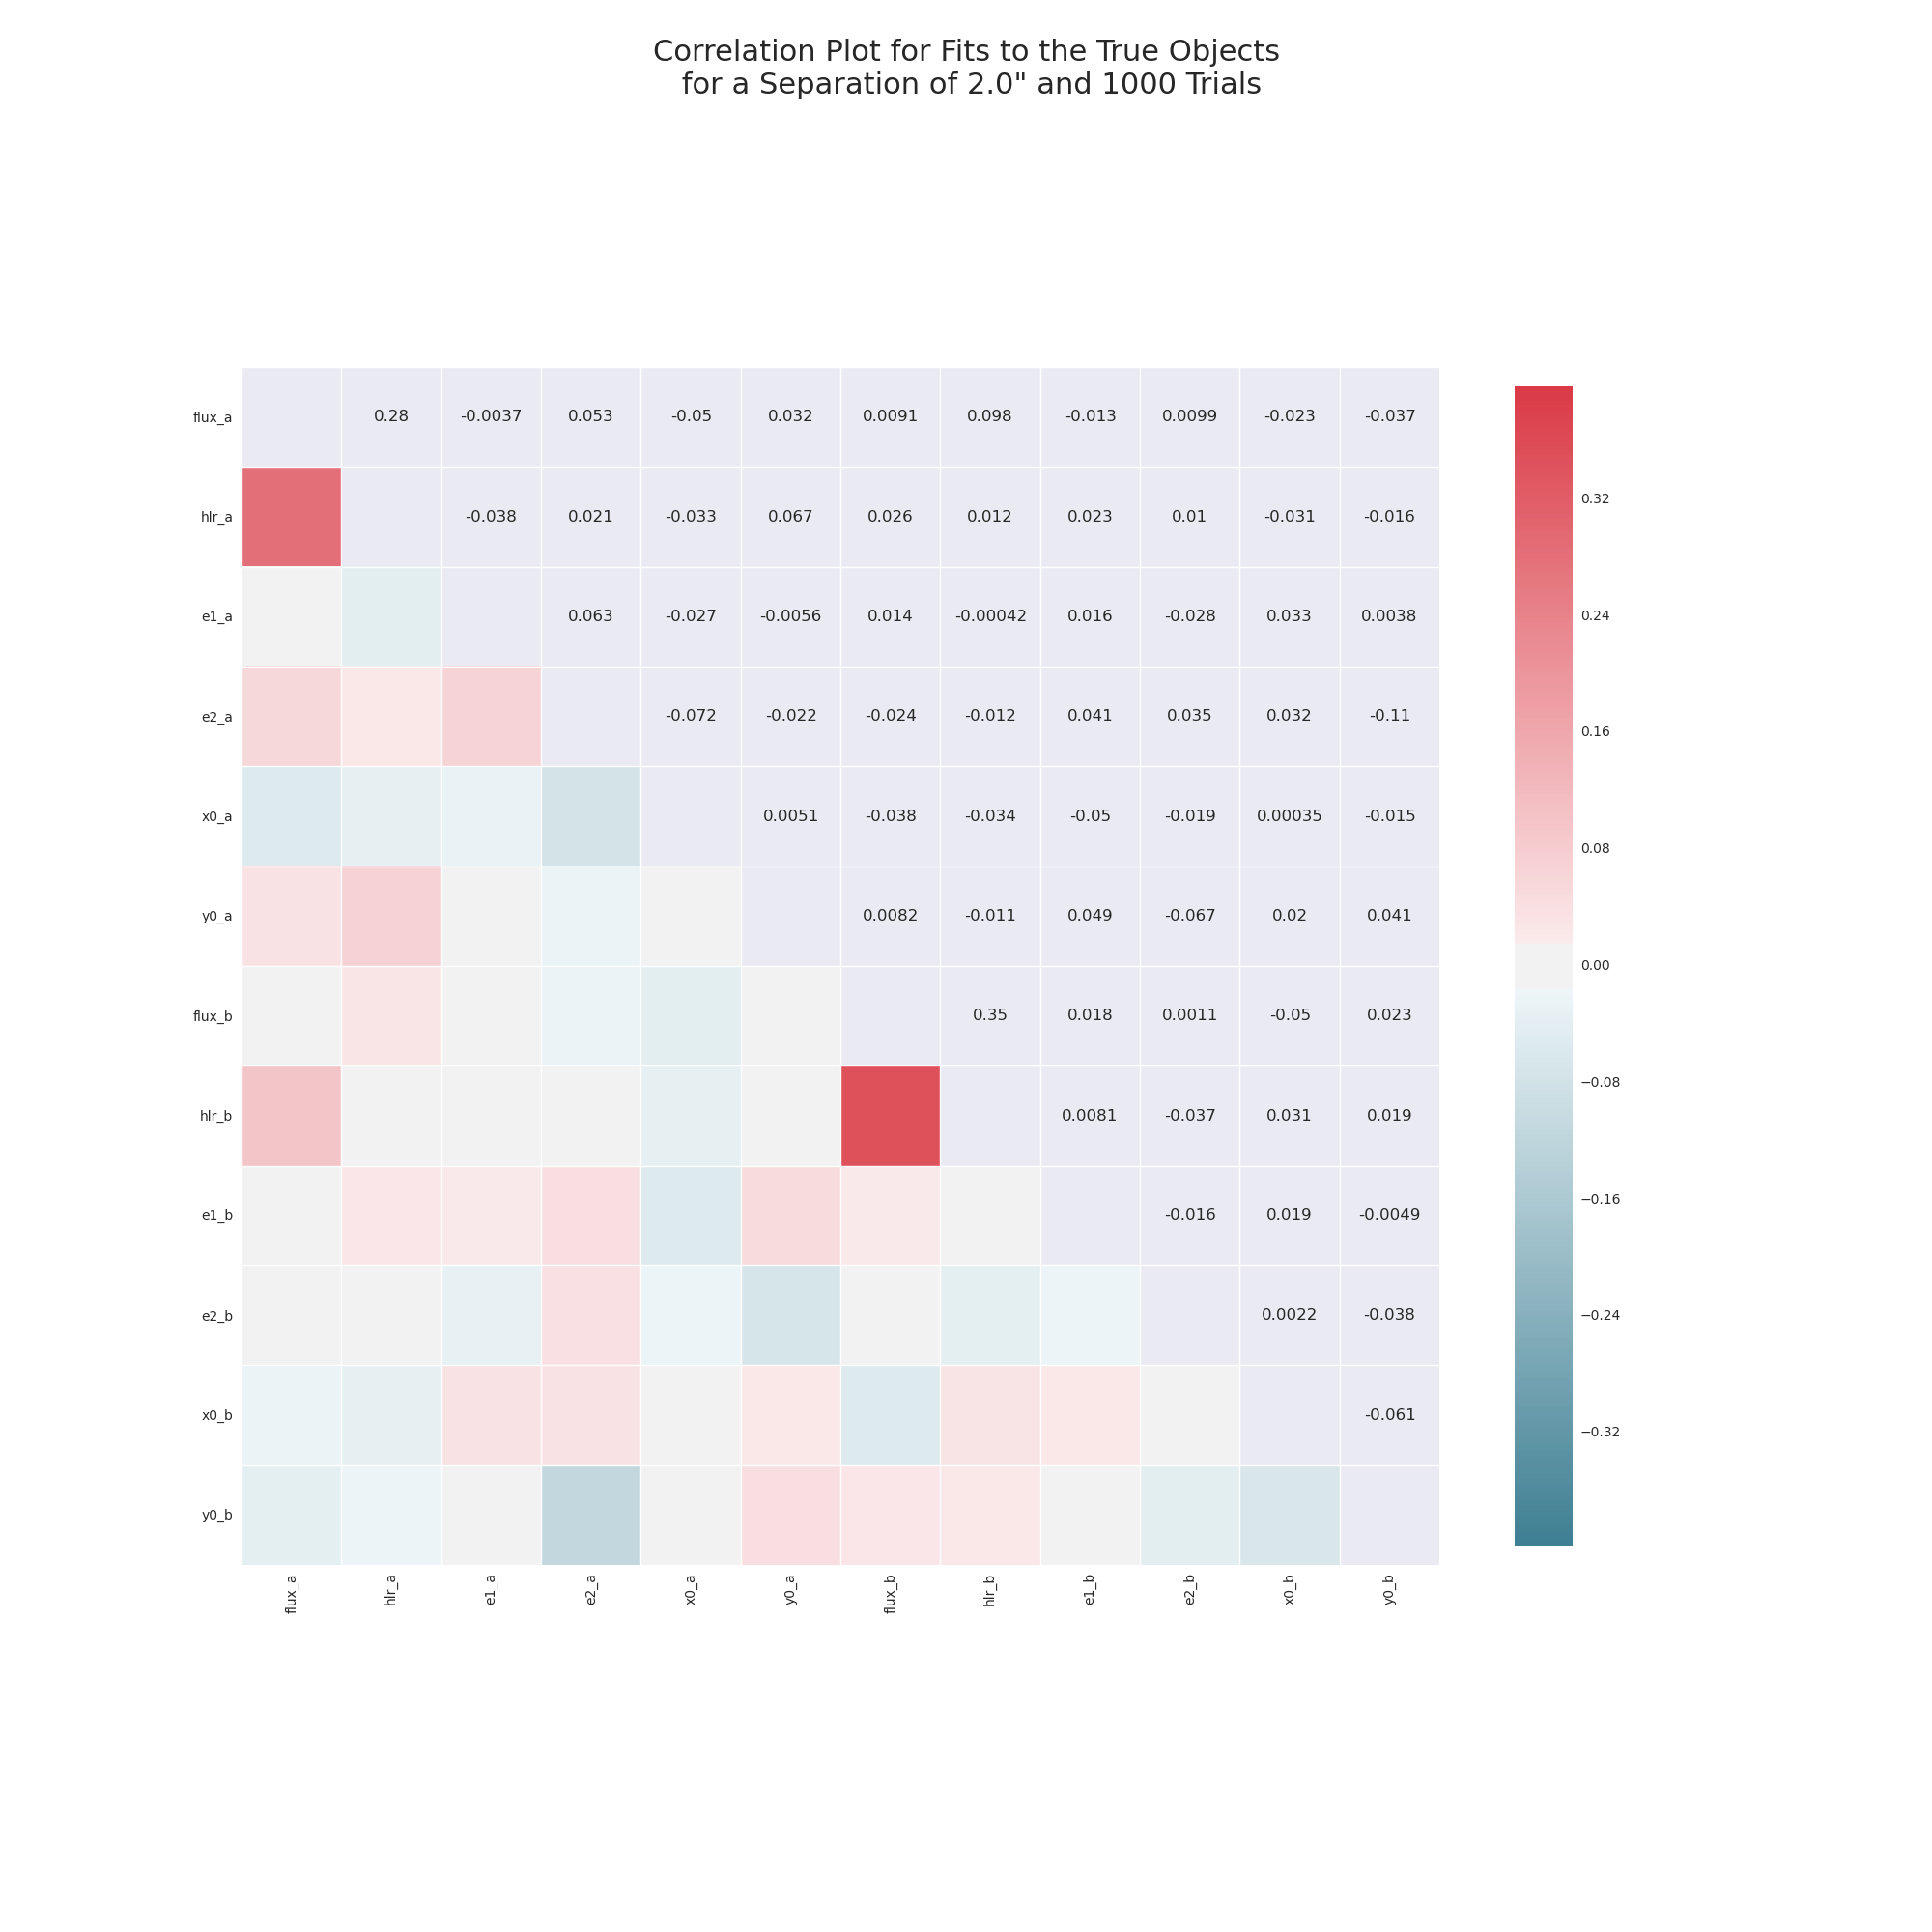 Correlation Plot for Fits to the True Objects
for a Separation of 2.0" and 1000 Trials
flux_a 0.28 -0.0037 0.053 -0.05 0.032 0.0091 0.098 -0.013 0.0099 -0.023 -0.037
hlr_a -0.038 0.021 -0.033 0.067 0.026 0.012 0.023 0.01 -0.031 -0.016
e1_a 0.063 -0.027 -0.0056 0.014 -0.00042 0.016 -0.028 0.033 0.0038
e2_a -0.072 -0.022 -0.024 -0.012 0.041 0.035 0.032 -0.11
x0_a 0.0051 -0.038 -0.034 -0.05 -0.019 0.00035 -0.015
y0_a 0.0082 -0.011 0.049 -0.067 0.02 0.041
flux_b 0.35 0.018 0.0011 -0.05 0.023
hlr_b 0.0081 -0.037 0.031 0.019
e1_b -0.016 0.019 -0.0049
e2_b 0.0022 -0.038
x0_b -0.061
y0_b
flux_a hlr_a e1_a e2_a x0_a y0_a flux_b hlr_b e1_b e2_b x0_b y0_b
0.32
0.24
0.16
0.08
0.00
−0.08
−0.16
−0.24
−0.32